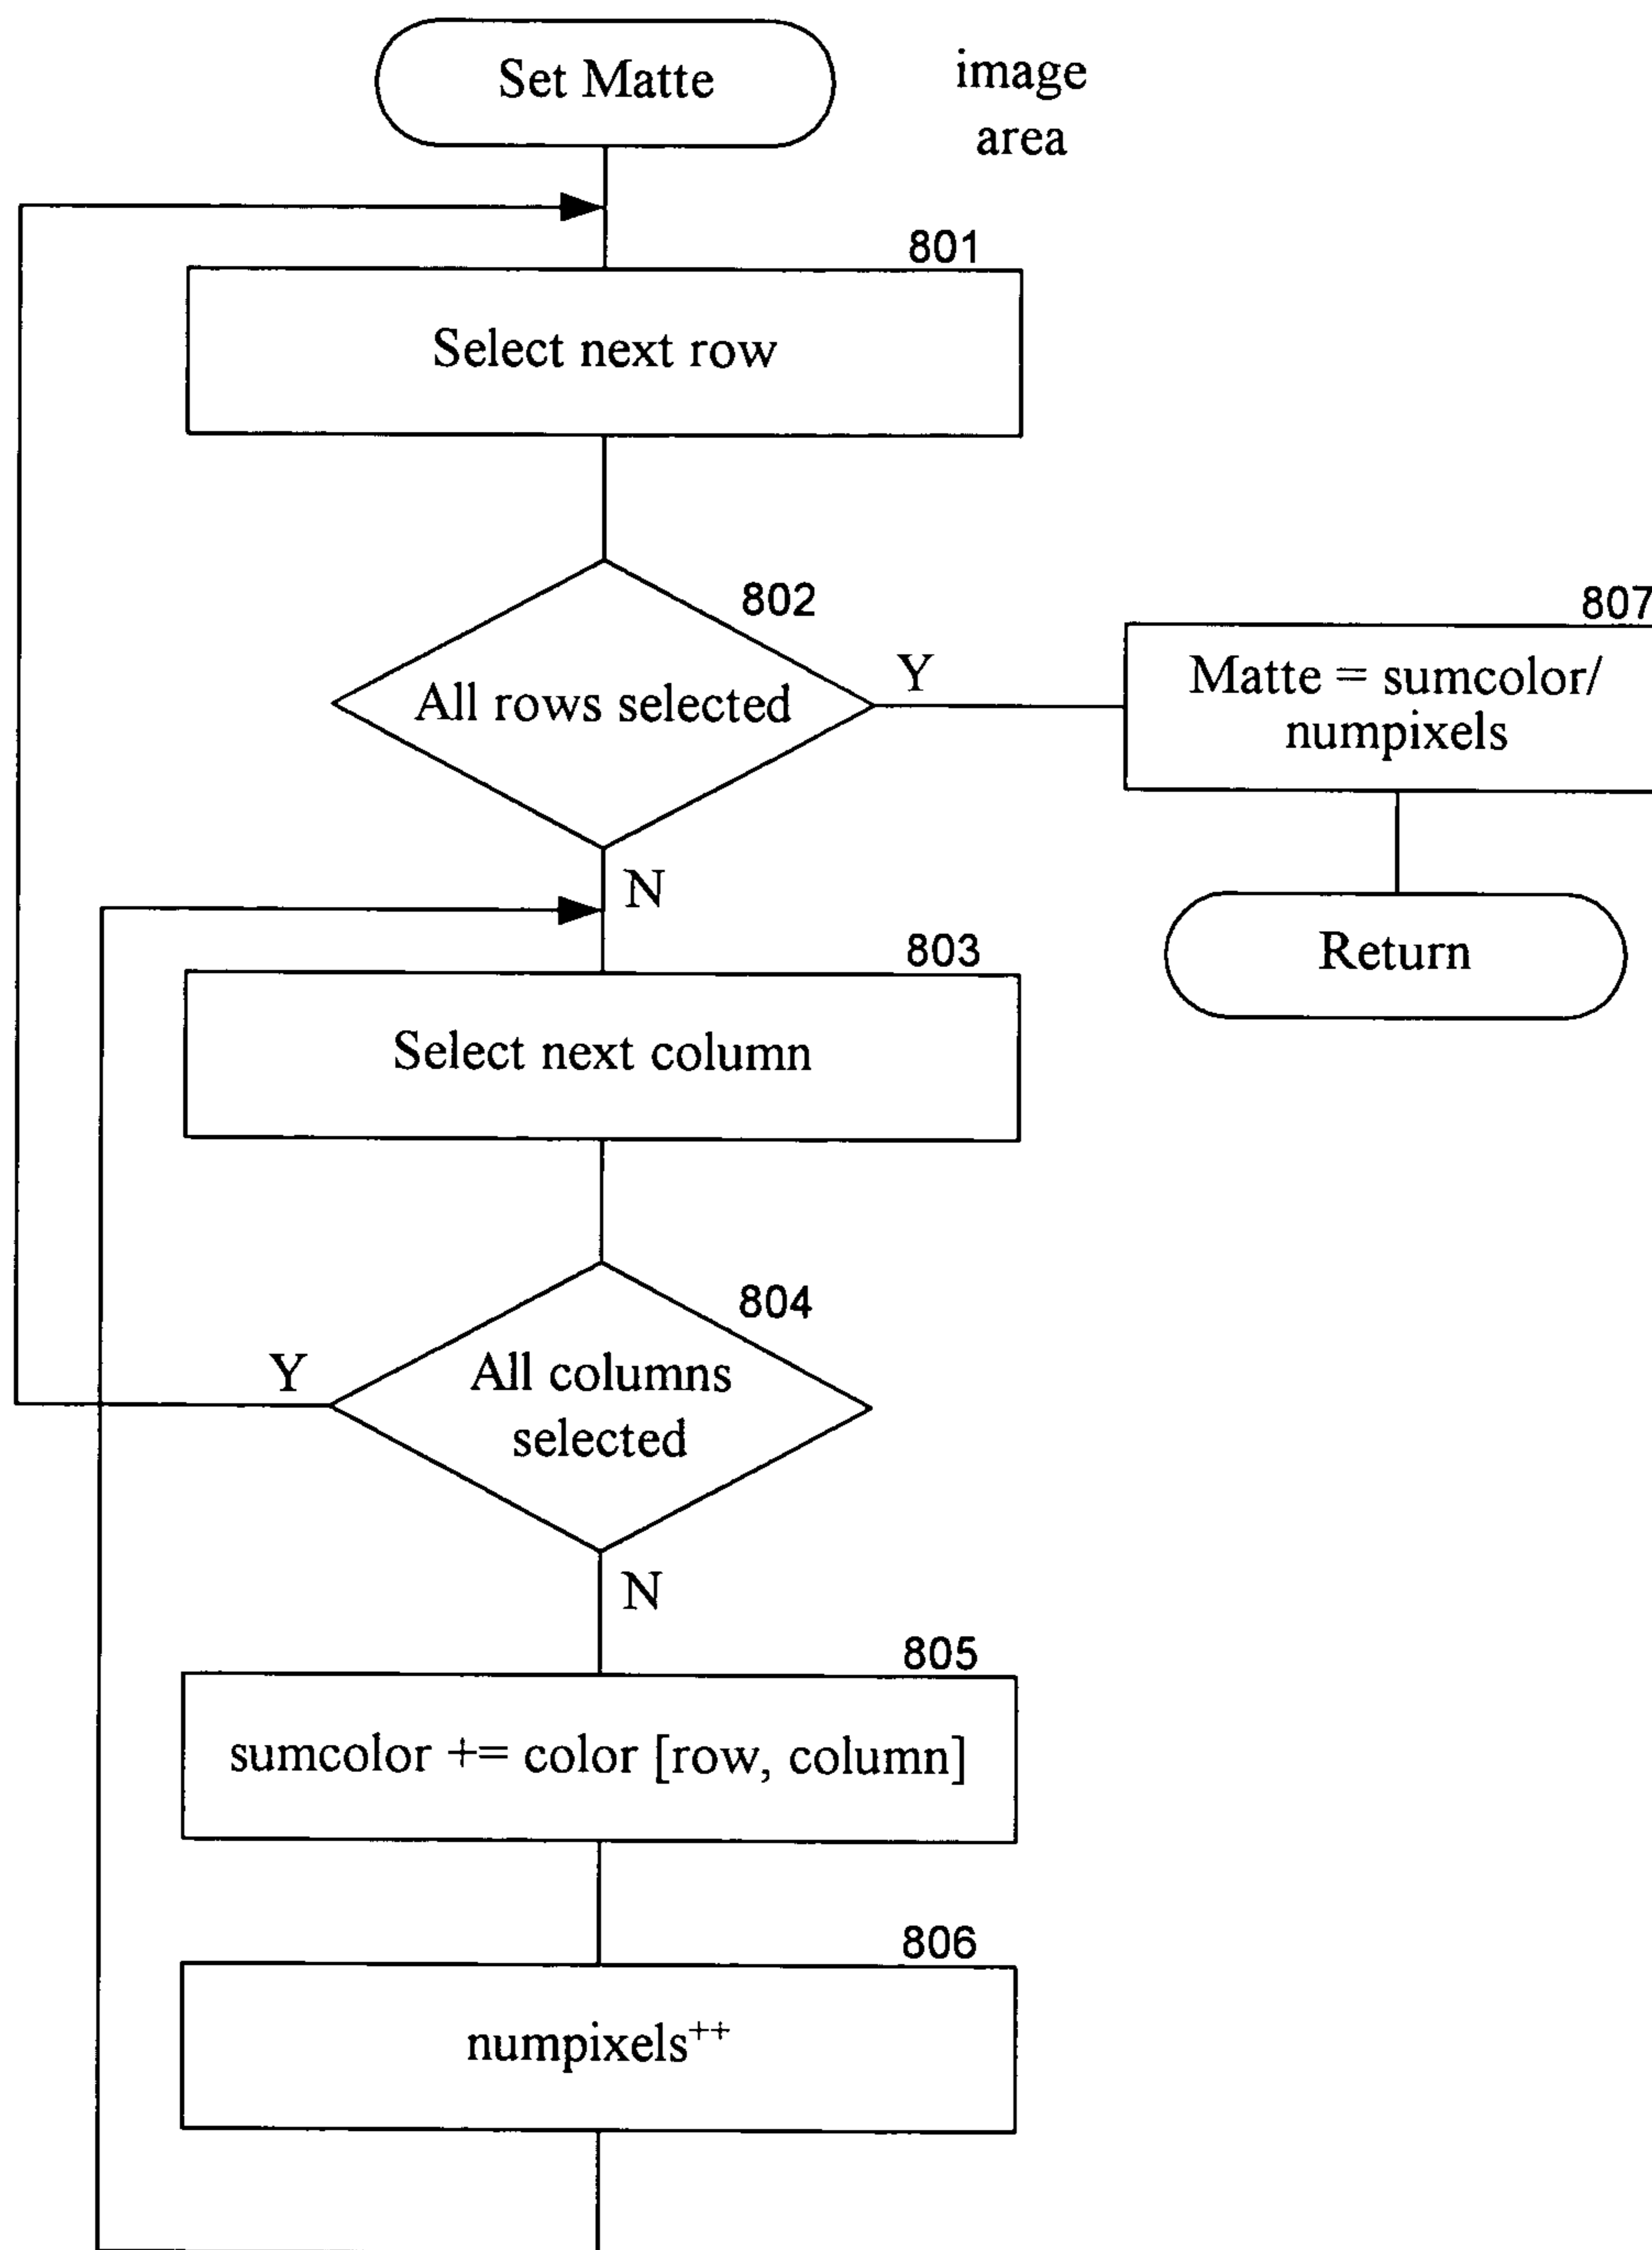 Set Matte
image
area
801
Select next row
802
All rows selected
Y
807
Matte = sumcolor/
numpixels
N
Return
803
Select next column
804
All columns
selected
Y
N
805
sumcolor += color [row, column]
806
numpixels++